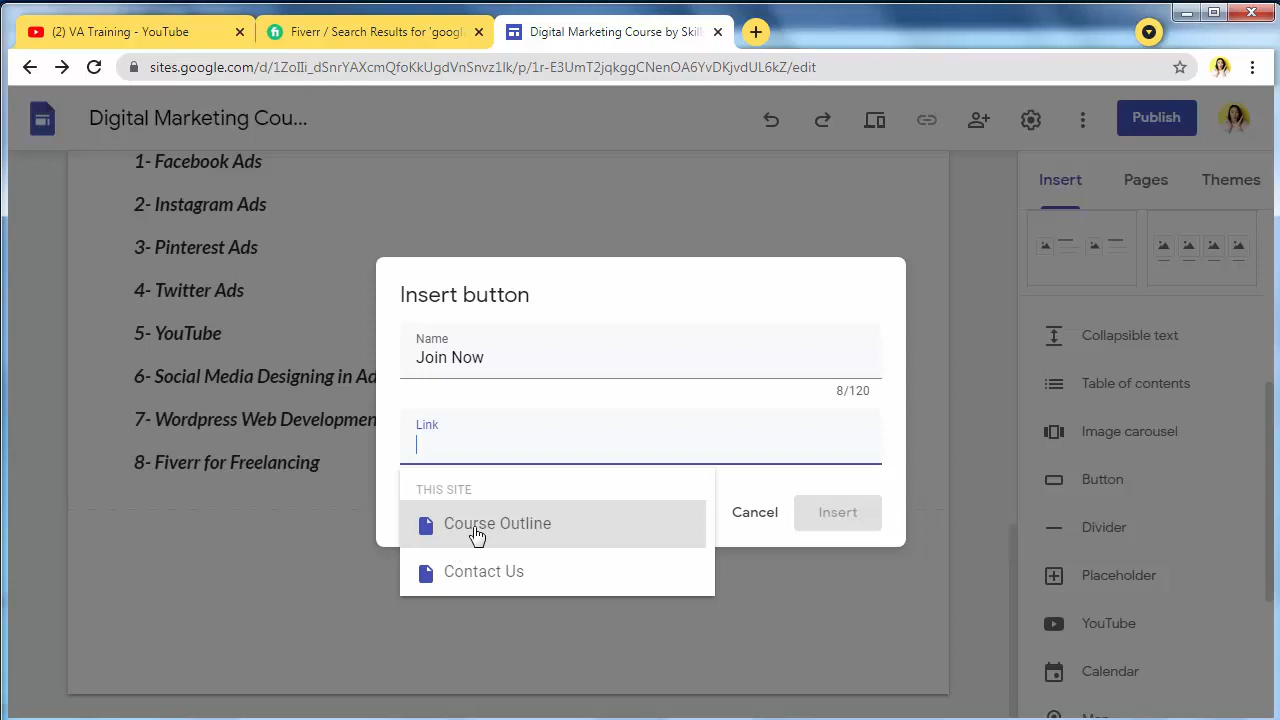 (2) VA Training - YouTube
Fiverr / Search Results for 'googl
Digital Marketing Course by Skil
sites.google.com/d/1ZoIIi_dSnrYAXcmQfoKkUgdVnSnvz1lk/p/1r-E3UmT2jqkggCNenOA6YvDKjvdUL6kZ/edit
Digital Marketing Cou...
Publish
Insert
Pages
Themes
1- Facebook Ads
2- Instagram Ads
3- Pinterest Ads
4- Twitter Ads
5- YouTube
6- Social Media Designing in Ad
7- Wordpress Web Developmen
8- Fiverr for Freelancing
Insert button
Name
Join Now
8/120
Link
THIS SITE
Course Outline
Contact Us
Cancel
Insert
Collapsible text
Table of contents
Image carousel
Button
Divider
Placeholder
YouTube
Calendar